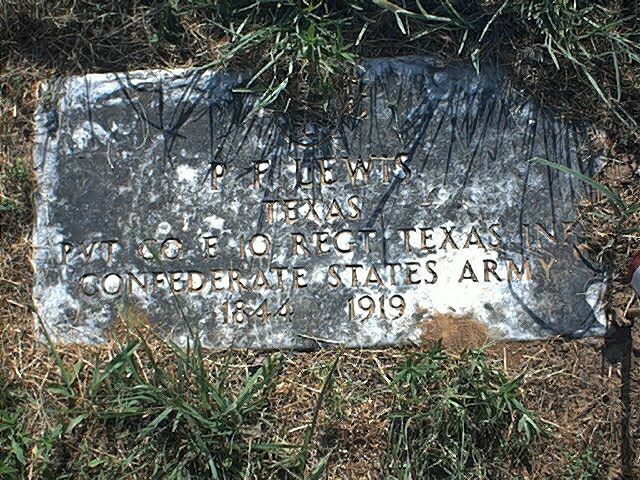 P F LEWIS
TEXAS
PVT CO E 10 REGT TEXAS INF
CONFEDERATE STATES ARMY
1844 1919